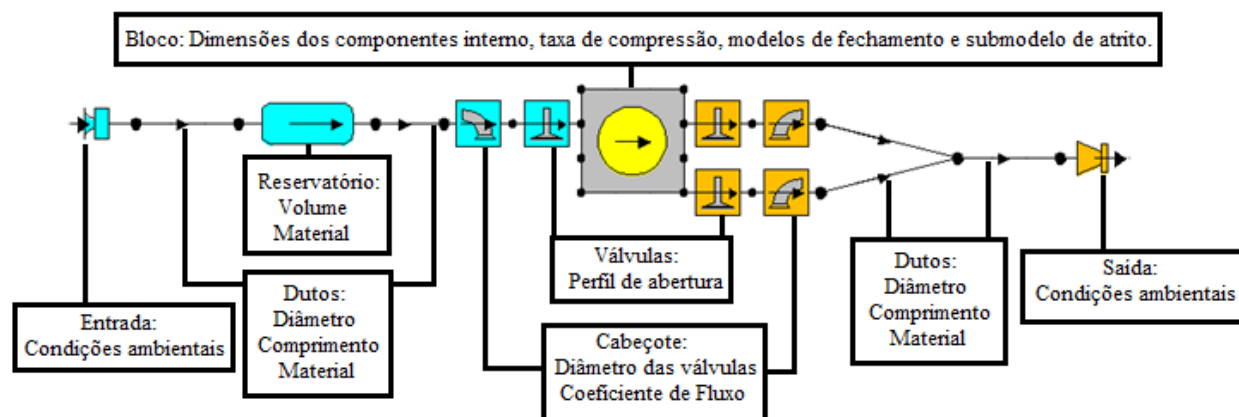 Bloco: Dimensões dos componentes interno, taxa de compressão, modelos de fechamento e submodelo de atrito.
Reservatório:
Volume
Material
Válvulas:
Perfil de abertura
Dutos:
Diâmetro
Comprimento
Material
Saida:
Condições ambientais
Entrada:
Condições ambientais
Dutos:
Diâmetro
Comprimento
Material
Cabeçote:
Diâmetro das válvulas
Coeficiente de Fluxo